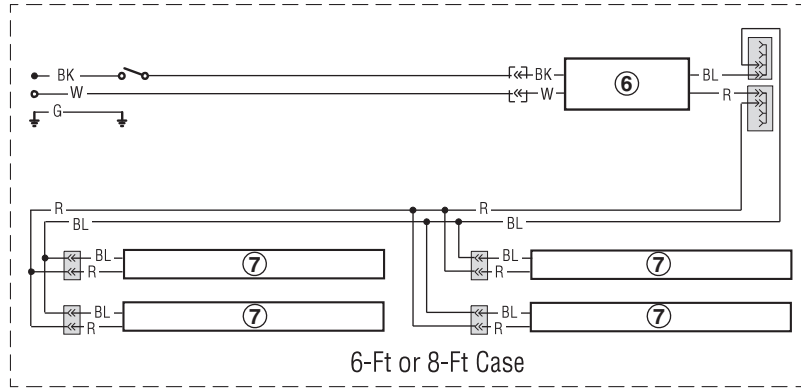 BK BK BL
W W R
G
6
R R
BL BL
BL 7 BL 7
R R
BL 7 BL 7
R R
6-Ft or 8-Ft Case